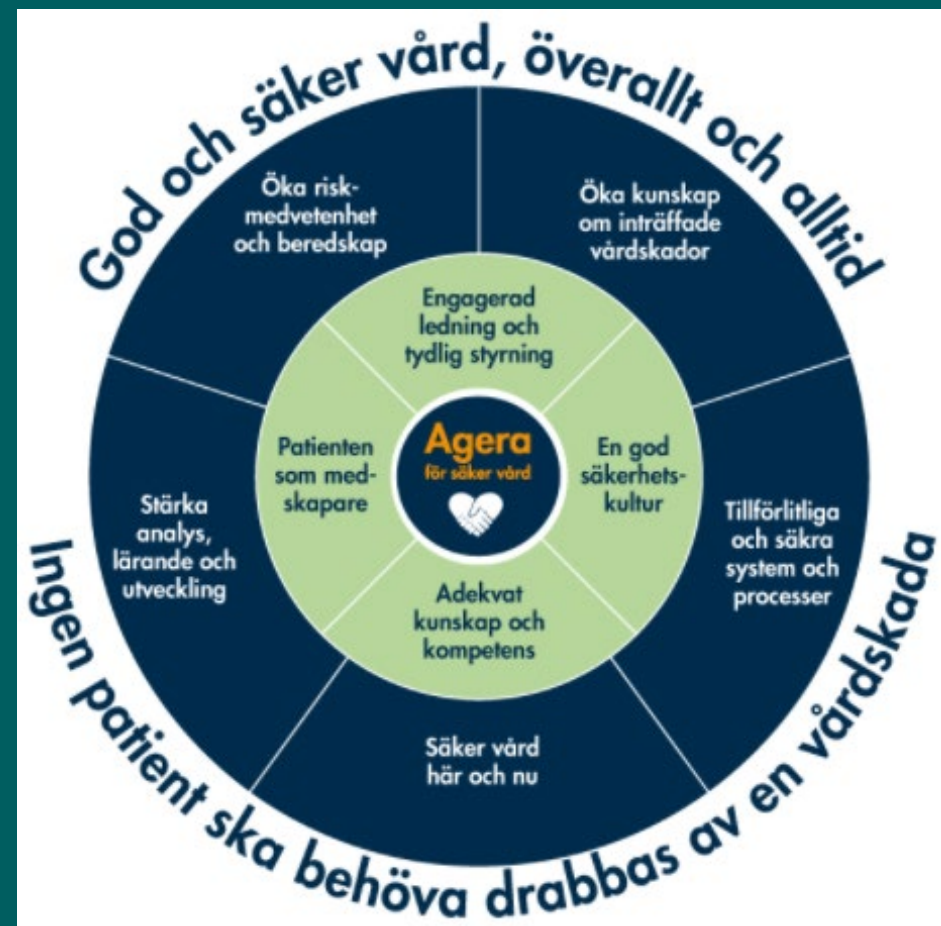 God och säker vård, överallt och alltid
Öka risk-
medvetenhet
och beredskap
Öka kunskap
om inträffade
vårdskador
Engagerad
ledning och
tydlig styrning
Patienten
som med-
skapare
Agera
för säker vård
En god
säkerhets-
kultur
Stärka
analys,
lärande och
utveckling
Tillförlitliga
och säkra
system och
processer
Adekvat
kunskap och
kompetens
Säker vård
här och nu
Ingen patient ska behöva drabbas av en vårdskada